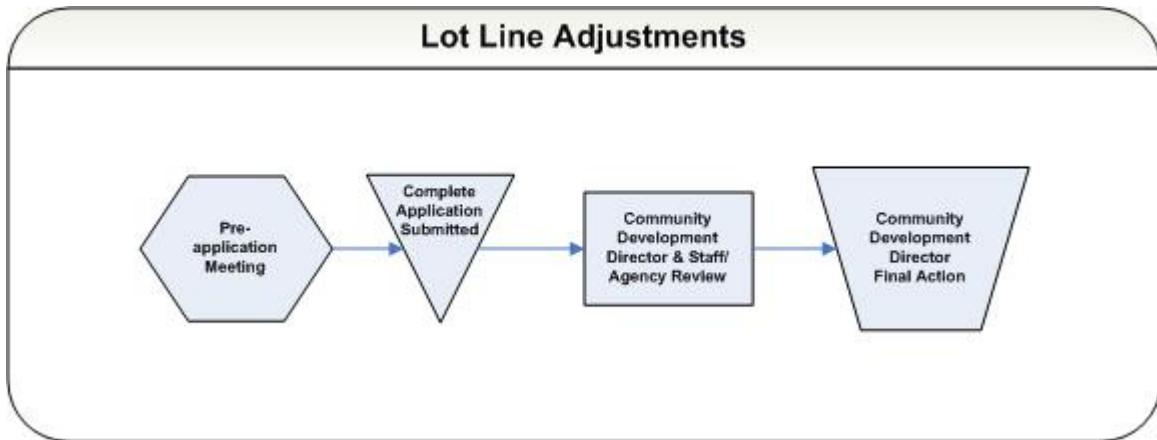 Lot Line Adjustments
Pre-
application
Meeting
Complete
Application
Submitted
Community
Development
Director & Staff/
Agency Review
Community
Development
Director
Final Action